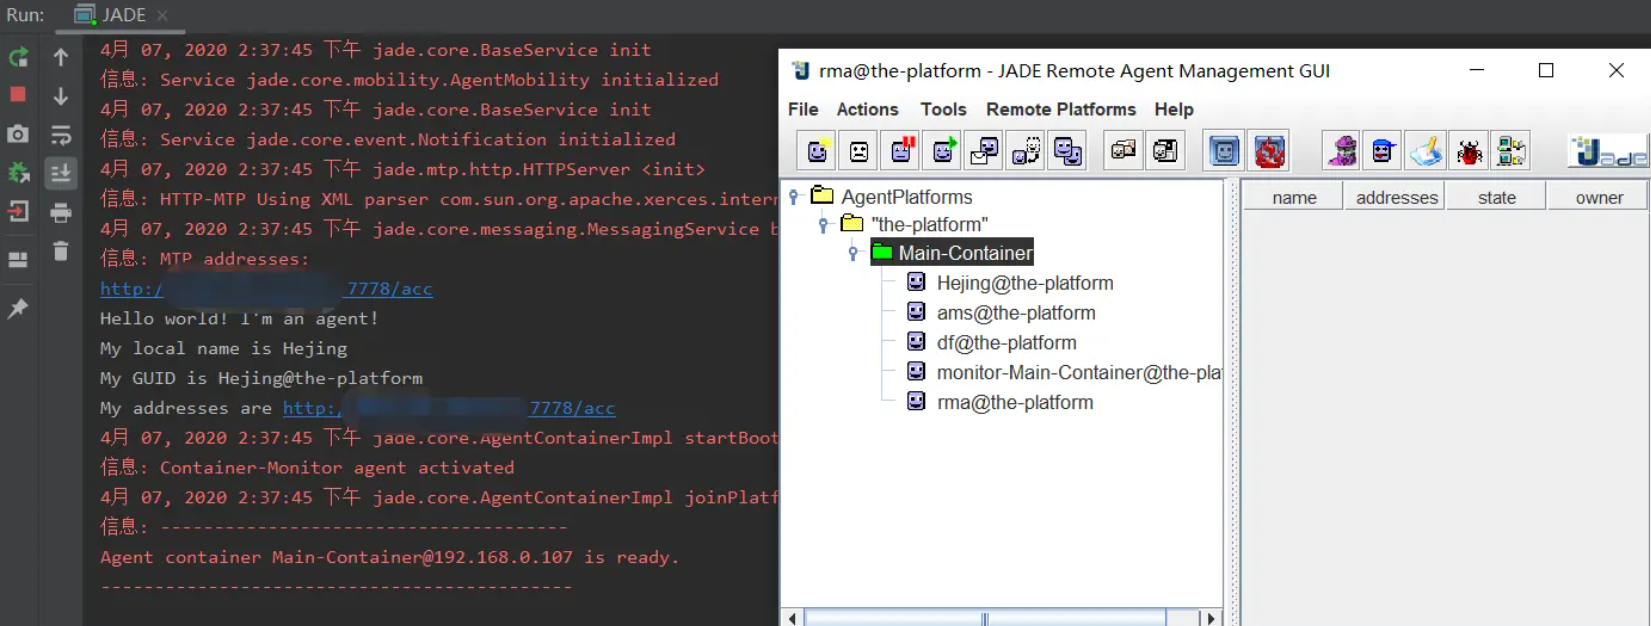 Run: JADE
4月 07, 2020 2:37:45 下午 jade.core.BaseService init
信息: Service jade.core.mobility.AgentMobility initialized
4月 07, 2020 2:37:45 下午 jade.core.BaseService init
信息: Service jade.core.event.Notification initialized
4月 07, 2020 2:37:45 下午 jade.mtp.http.HTTPServer <init>
信息: HTTP-MTP Using XML parser com.sun.org.apache.xerces.interr
4月 07, 2020 2:37:45 下午 jade.core.messaging.MessagingService b
信息: MTP addresses:
http:/ 7778/acc
Hello world! I'm an agent!
My local name is Hejing
My GUID is Hejing@the-platform
My addresses are http:/ 7778/acc
4月 07, 2020 2:37:45 下午 jade.core.AgentContainerImpl startBoot
信息: Container-Monitor agent activated
4月 07, 2020 2:37:45 下午 jade.core.AgentContainerImpl joinPlatf
信息: --------------------------------------
Agent container Main-Container@192.168.0.107 is ready.
--------------------------------------------
rma@the-platform - JADE Remote Agent Management GUI
File Actions Tools Remote Platforms Help
Jade
AgentPlatforms
"the-platform"
Main-Container
Hejing@the-platform
ams@the-platform
df@the-platform
monitor-Main-Container@the-pla
rma@the-platform
name addresses state owner